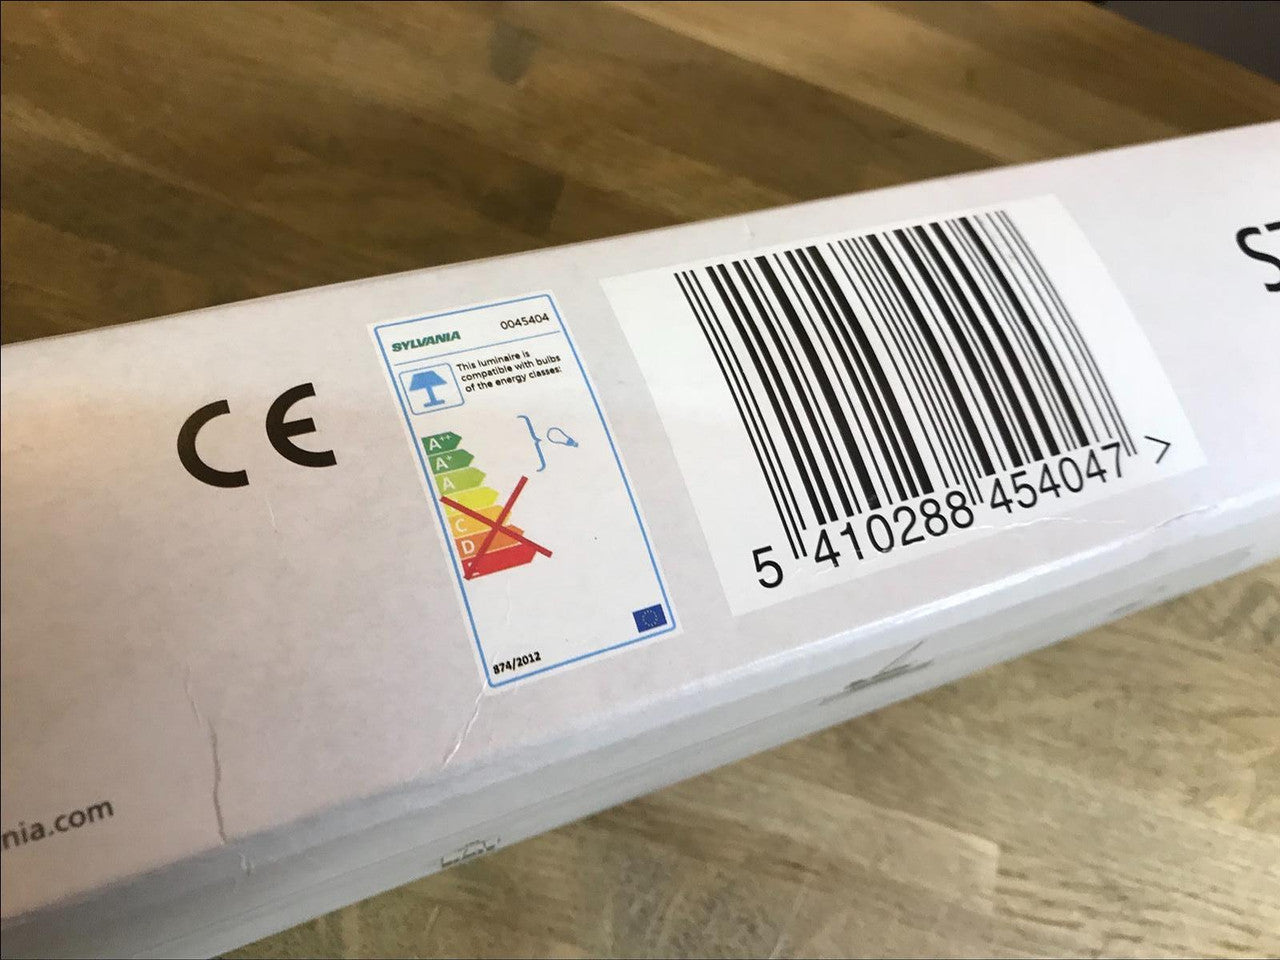 CE
SYLVANIA 0045404
This luminaire is
compatible with bulbs
of the energy classes:
A++
A+
A
C
D
874/2012
5 410288 454047 >
nia.com